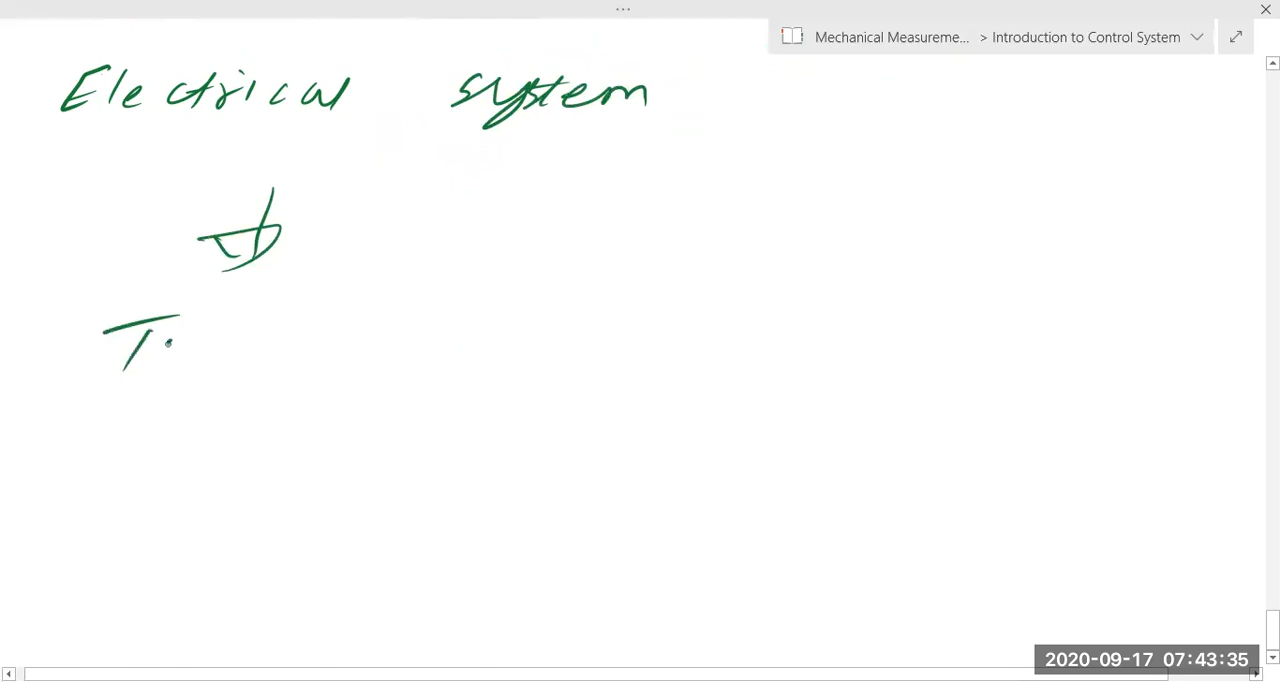 ...
Mechanical Measureme... > Introduction to Control System
Electrical system
T
2020-09-17 07:43:35